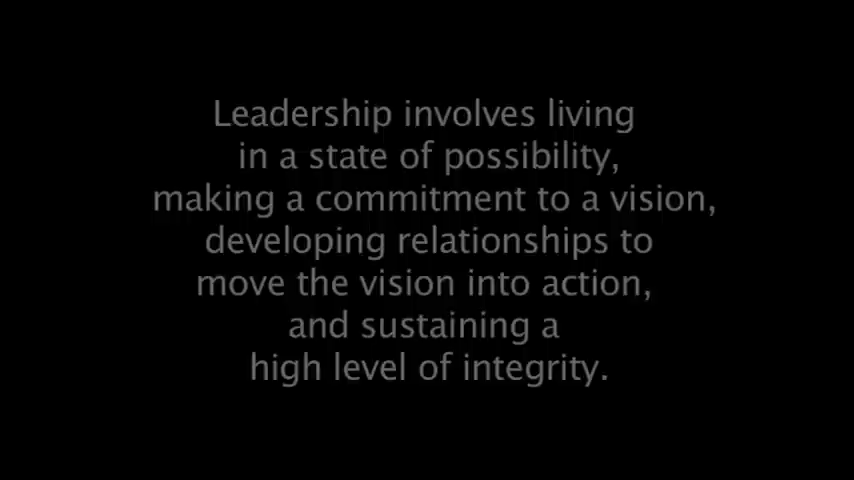 Leadership involves living
in a state of possibility,
making a commitment to a vision,
developing relationships to
move the vision into action,
and sustaining a
high level of integrity.